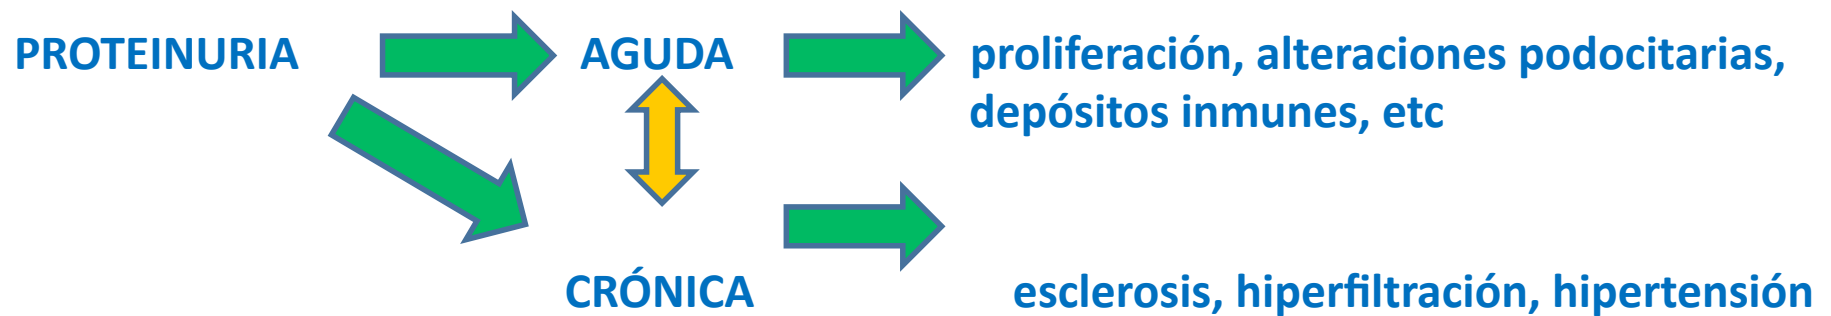 PROTEINURIA AGUDA proliferación, alteraciones podocitarias,
depósitos inmunes, etc
CRÓNICA esclerosis, hiperfiltración, hipertensión